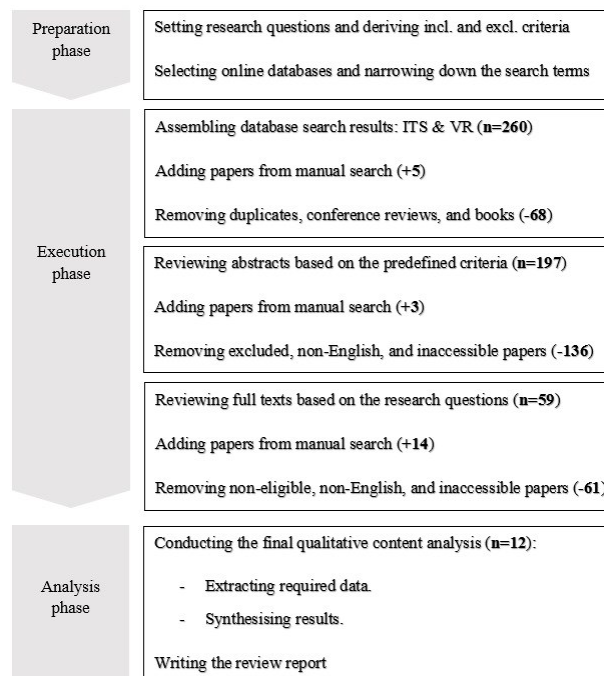 Preparation
phase
Setting research questions and deriving incl. and excl. criteria
Selecting online databases and narrowing down the search terms
Execution
phase
Assembling database search results: ITS & VR (n=260)
Adding papers from manual search (+5)
Removing duplicates, conference reviews, and books (-68)
Reviewing abstracts based on the predefined criteria (n=197)
Adding papers from manual search (+3)
Removing excluded, non-English, and inaccessible papers (-136)
Reviewing full texts based on the research questions (n=59)
Adding papers from manual search (+14)
Removing non-eligible, non-English, and inaccessible papers (-61)
Analysis
phase
Conducting the final qualitative content analysis (n=12):
- Extracting required data.
- Synthesising results.
Writing the review report